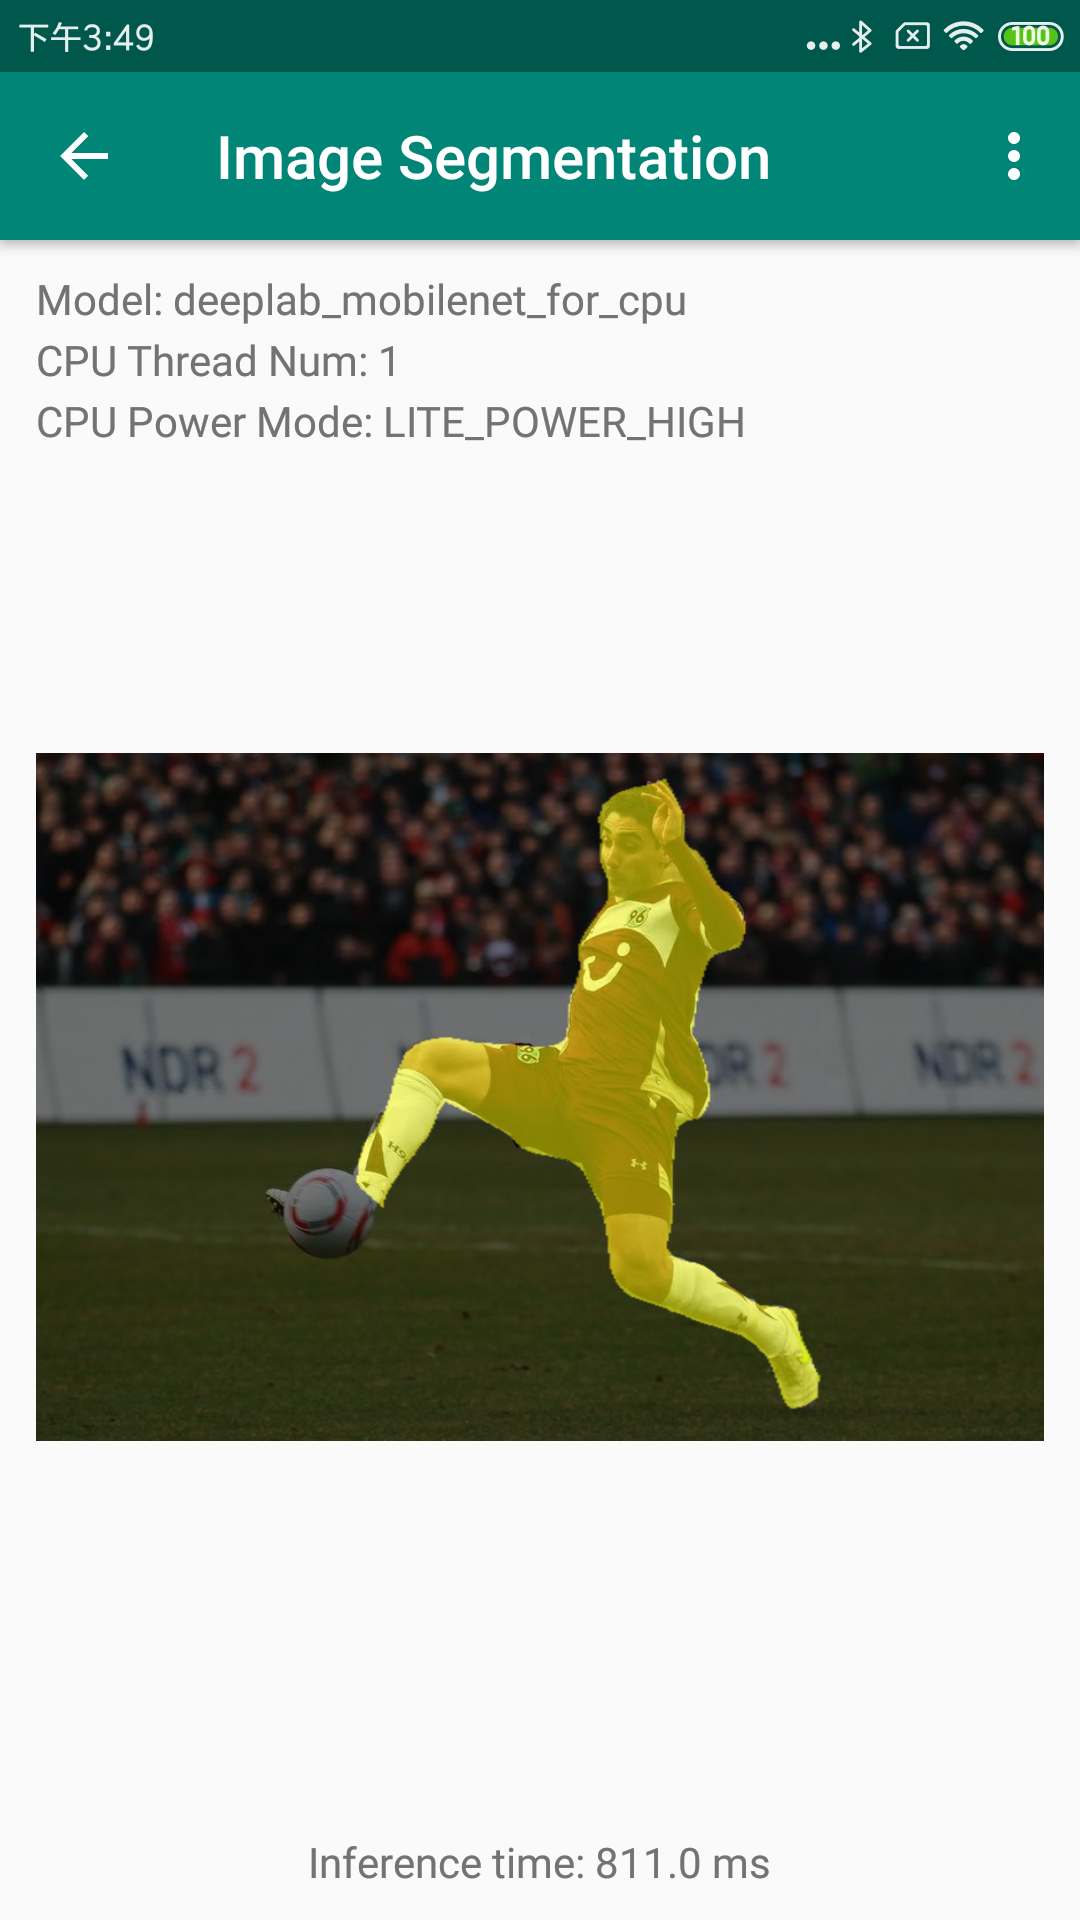 下午3:49
100
Image Segmentation
Model: deeplab_mobilenet_for_cpu
CPU Thread Num: 1
CPU Power Mode: LITE_POWER_HIGH
96
96
NDR 2
DR 2
NDR 2
Inference time: 811.0 ms